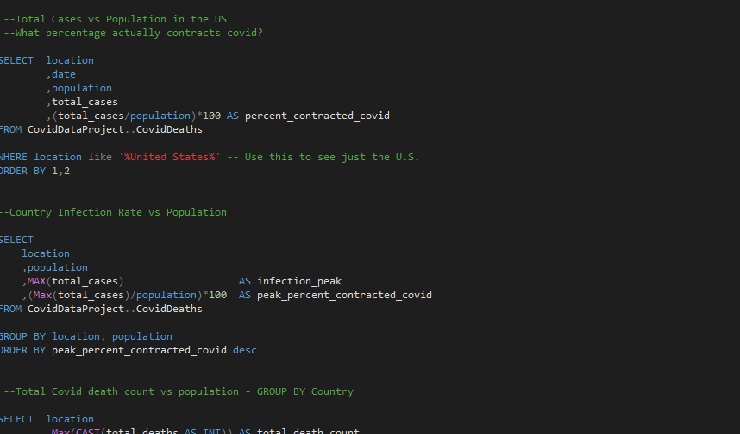 --Total Cases vs Population in the US
--What percentage actually contracts covid?
SELECT location
,date
,population
,total_cases
,(total_cases/population)*100 AS percent_contracted_covid
FROM CovidDataProject..CovidDeaths
WHERE location like '%United States%' -- Use this to see just the U.S.
ORDER BY 1,2
--Country Infection Rate vs Population
SELECT
location
,population
,MAX(total_cases) AS infection_peak
,(Max(total_cases)/population)*100 AS peak_percent_contracted_covid
FROM CovidDataProject..CovidDeaths
GROUP BY location, population
ORDER BY peak_percent_contracted_covid desc
--Total Covid death count vs population - GROUP BY Country
SELECT location
,Max(CAST(total_deaths AS INT)) AS total_death_count